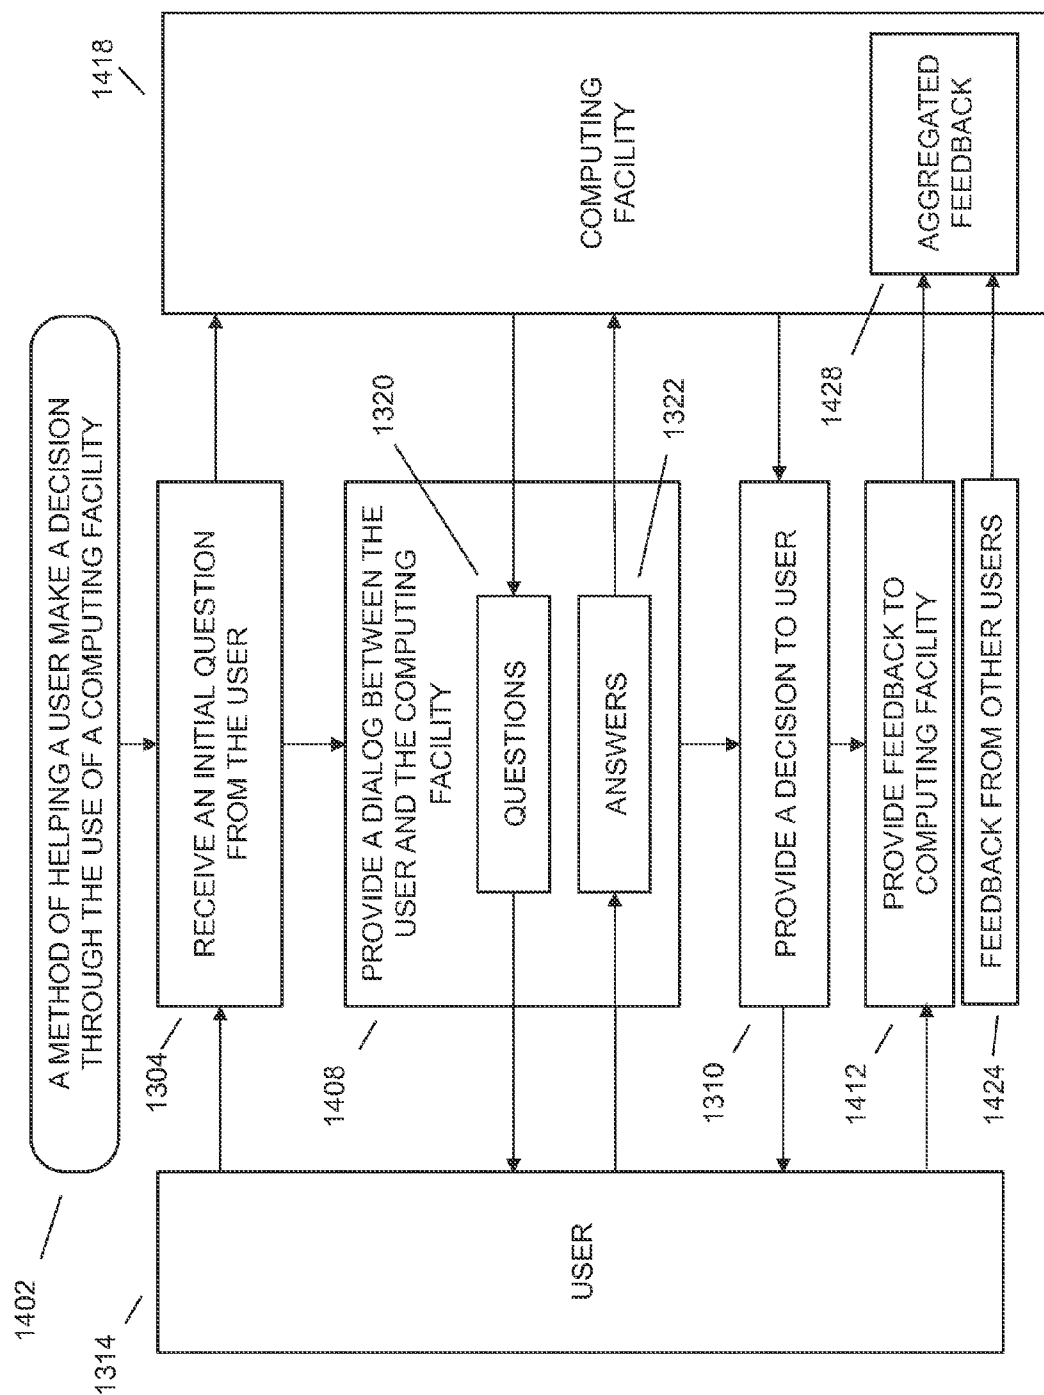 1402
A METHOD OF HELPING A USER MAKE A DECISION
THROUGH THE USE OF A COMPUTING FACILITY
1314
USER
1304
RECEIVE AN INITIAL QUESTION
FROM THE USER
1408
PROVIDE A DIALOG BETWEEN THE
USER AND THE COMPUTING
FACILITY
1320
QUESTIONS
1322
ANSWERS
1310
PROVIDE A DECISION TO USER
1412
PROVIDE FEEDBACK TO
COMPUTING FACILITY
1424
FEEDBACK FROM OTHER USERS
1418
COMPUTING
FACILITY
1428
AGGREGATED
FEEDBACK